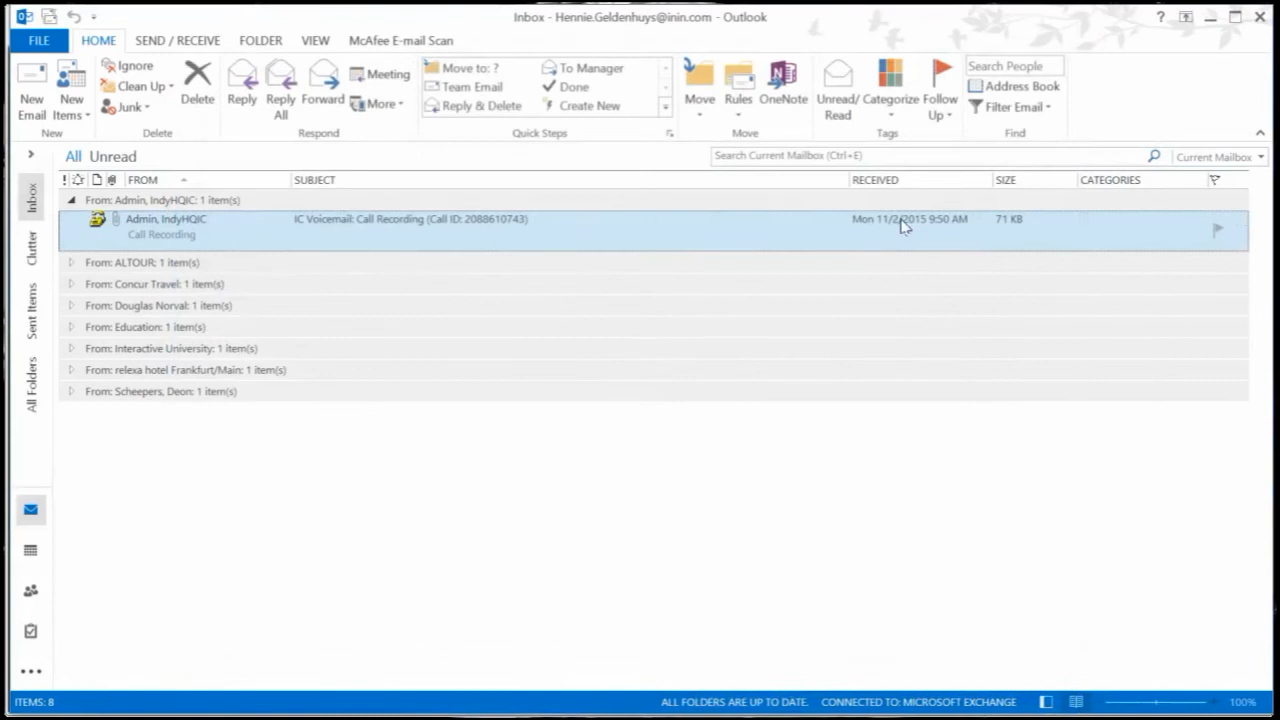 Inbox - Hennie.Geldenhuys@inin.com - Outlook
FILE HOME SEND / RECEIVE FOLDER VIEW McAfee E-mail Scan
New Email
New Items
New
Ignore
Clean Up
Junk
Delete
Delete
Reply
Reply All
Forward
Meeting
More
Respond
Move to: ?
Team Email
Reply & Delete
To Manager
Done
Create New
Quick Steps
Move
Rules
OneNote
Move
Unread/ Read
Categorize
Follow Up
Tags
Search People
Address Book
Filter Email
Find
All Unread
Search Current Mailbox (Ctrl+E)
Current Mailbox
FROM SUBJECT RECEIVED SIZE CATEGORIES
From: Admin, IndyHQIC: 1 item(s)
Admin, IndyHQIC IC Voicemail: Call Recording (Call ID: 2088610743) Mon 11/2/2015 9:50 AM 71 KB
Call Recording
From: ALTOUR: 1 item(s)
From: Concur Travel: 1 item(s)
From: Douglas Norval: 1 item(s)
From: Education: 1 item(s)
From: Interactive University: 1 item(s)
From: relexa hotel Frankfurt/Main: 1 item(s)
From: Scheepers, Deon: 1 item(s)
Inbox
Clutter
Sent Items
All Folders
ITEMS: 8 ALL FOLDERS ARE UP TO DATE. CONNECTED TO: MICROSOFT EXCHANGE 100%